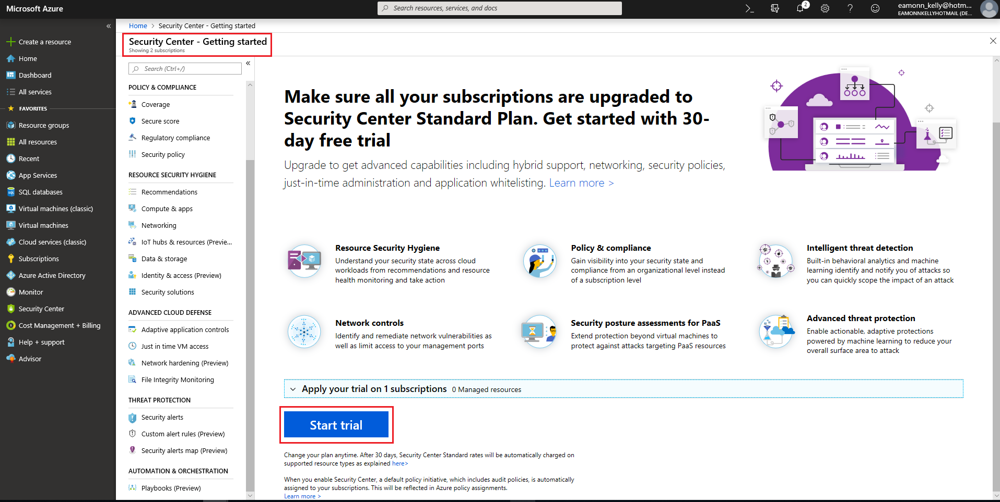 Microsoft Azure
Search resources, services, and docs
2
eamonn_kelly@hotm...
EAMONNKELLYHOTMAIL (DE...
«
Create a resource
Home
Dashboard
All services
FAVORITES
Resource groups
All resources
Recent
App Services
SQL databases
Virtual machines (classic)
Virtual machines
Cloud services (classic)
Subscriptions
Azure Active Directory
Monitor
Security Center
Cost Management + Billing
Help + support
Advisor
Home > Security Center - Getting started
Security Center - Getting started
Showing 2 subscriptions
Search (Ctrl+/)
«
POLICY & COMPLIANCE
Coverage
Secure score
Regulatory compliance
Security policy
RESOURCE SECURITY HYGIENE
Recommendations
Compute & apps
Networking
IoT hubs & resources (Previe...
Data & storage
Identity & access (Preview)
Security solutions
ADVANCED CLOUD DEFENSE
Adaptive application controls
Just in time VM access
Network hardening (Preview)
File Integrity Monitoring
THREAT PROTECTION
Security alerts
Custom alert rules (Preview)
Security alerts map (Preview)
AUTOMATION & ORCHESTRATION
Playbooks (Preview)
Make sure all your subscriptions are upgraded to
Security Center Standard Plan. Get started with 30-
day free trial
Upgrade to get advanced capabilities including hybrid support, networking, security policies,
just-in-time administration and application whitelisting. Learn more >
Resource Security Hygiene
Understand your security state across cloud
workloads from recommendations and resource
health monitoring and take action
Policy & compliance
Gain visibility into your security state and
compliance from an organizational level instead
of a subscription level
Intelligent threat detection
Built-in behavioral analytics and machine
learning identify and notify you of attacks so
you can quickly scope the impact of an attack
Network controls
Identify and remediate network vulnerabilities as
well as limit access to your management ports
Security posture assessments for PaaS
Extend protection beyond virtual machines to
protect against attacks targeting PaaS resources
Advanced threat protection
Enable actionable, adaptive protections
powered by machine learning to reduce your
overall surface area to attack
Apply your trial on 1 subscriptions 0 Managed resources
Start trial
Change your plan anytime. After 30 days, Security Center Standard rates will be automatically charged on
supported resource types as explained here>
When you enable Security Center, a default policy initiative, which includes audit policies, is automatically
assigned to your subscriptions. This will be reflected in Azure policy assignments.
Learn more >